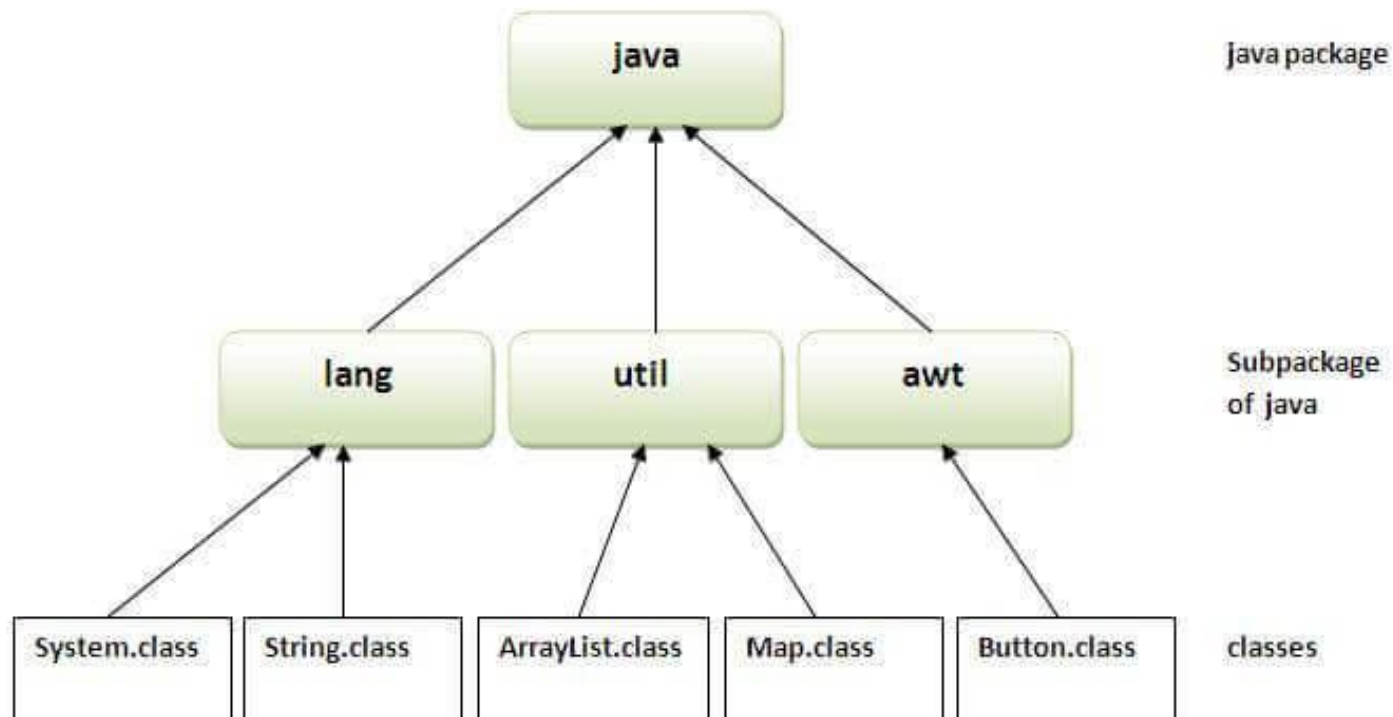 java
java package
lang
util
awt
Subpackage
of java
System.class
String.class
ArrayList.class
Map.class
Button.class
classes